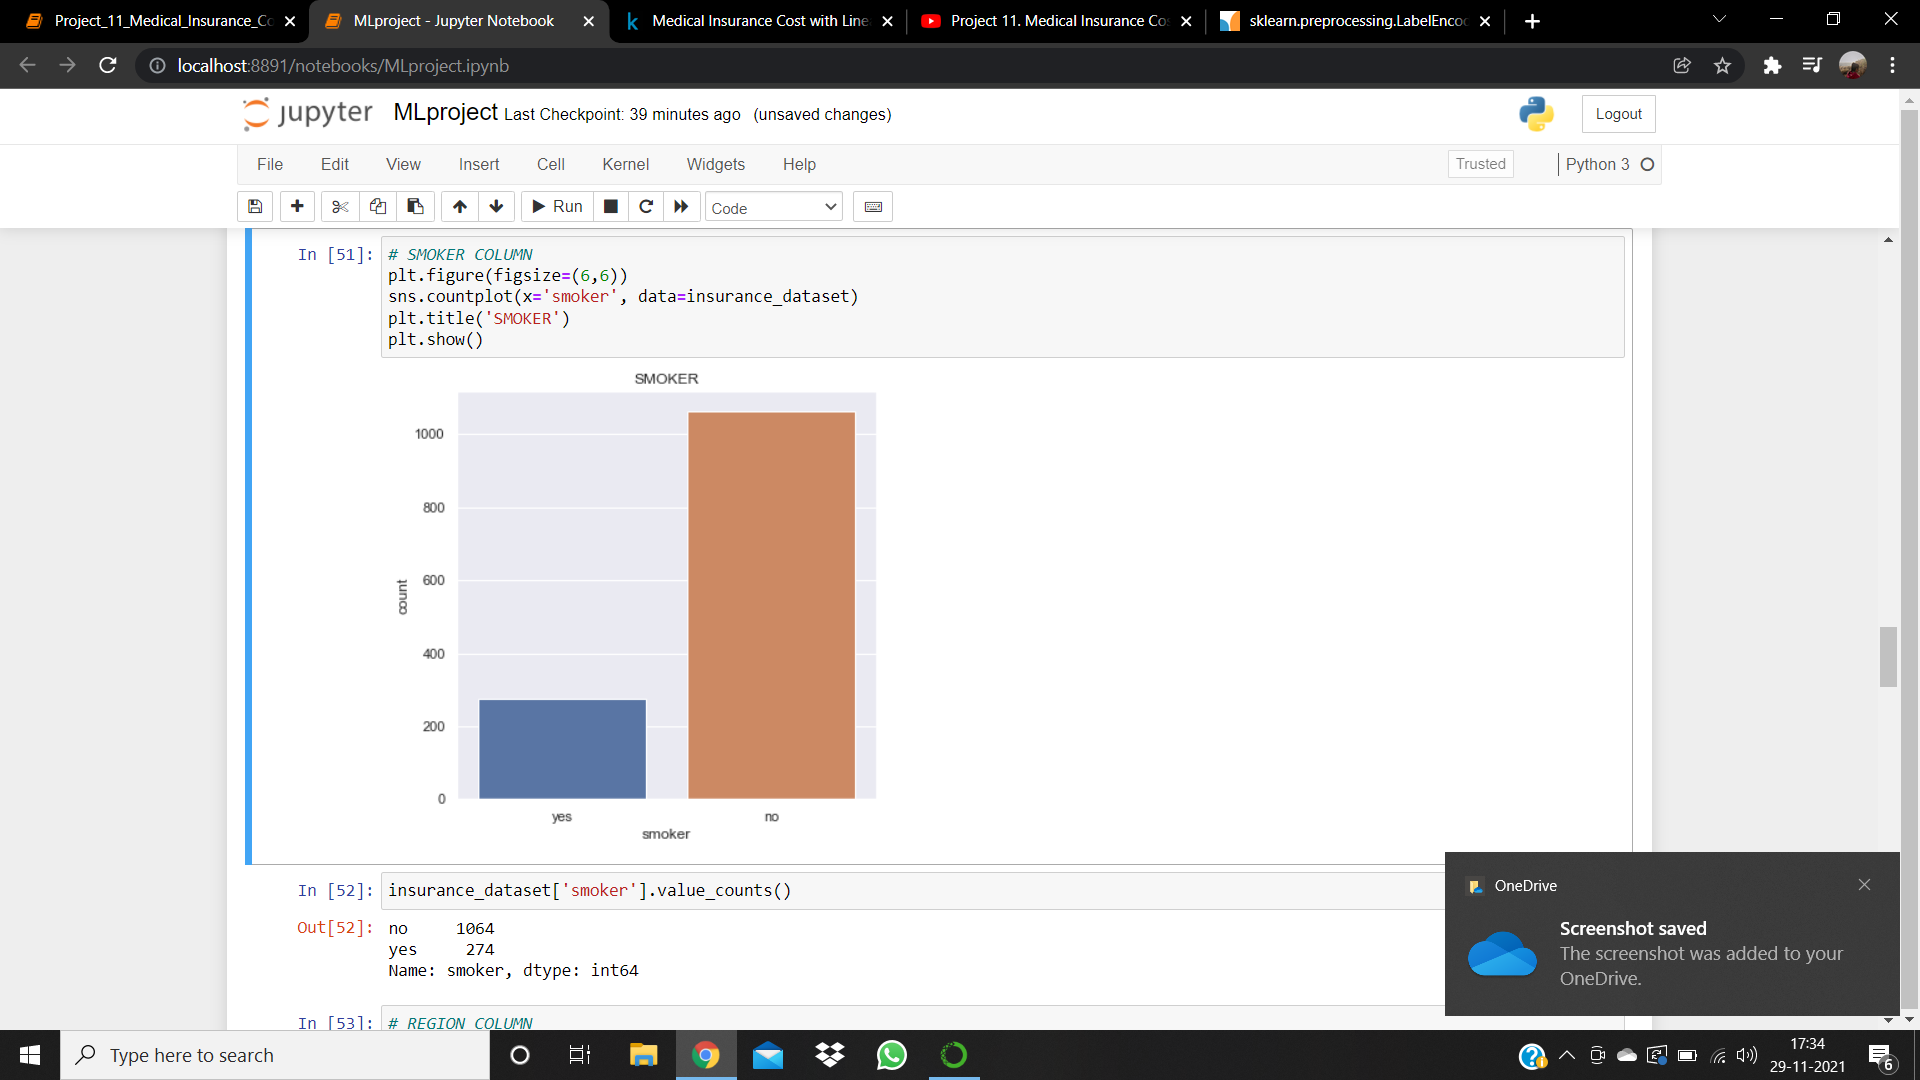 Project_11_Medical_Insurance_Co
MLproject - Jupyter Notebook
Medical Insurance Cost with Line
Project 11. Medical Insurance Cos
sklearn.preprocessing.LabelEncod
localhost:8891/notebooks/MLproject.ipynb
jupyter MLproject Last Checkpoint: 39 minutes ago (unsaved changes)
Logout
File Edit View Insert Cell Kernel Widgets Help
Trusted
Python 3
Run
Code
In [51]:
# SMOKER COLUMN
plt.figure(figsize=(6,6))
sns.countplot(x='smoker', data=insurance_dataset)
plt.title('SMOKER')
plt.show()
SMOKER
1000
800
600
400
200
0
count
yes no
smoker
In [52]: insurance_dataset['smoker'].value_counts()
Out[52]:
no 1064
yes 274
Name: smoker, dtype: int64
In [53]: # REGION COLUMN
OneDrive
Screenshot saved
The screenshot was added to your
OneDrive.
Type here to search
17:34
29-11-2021
6